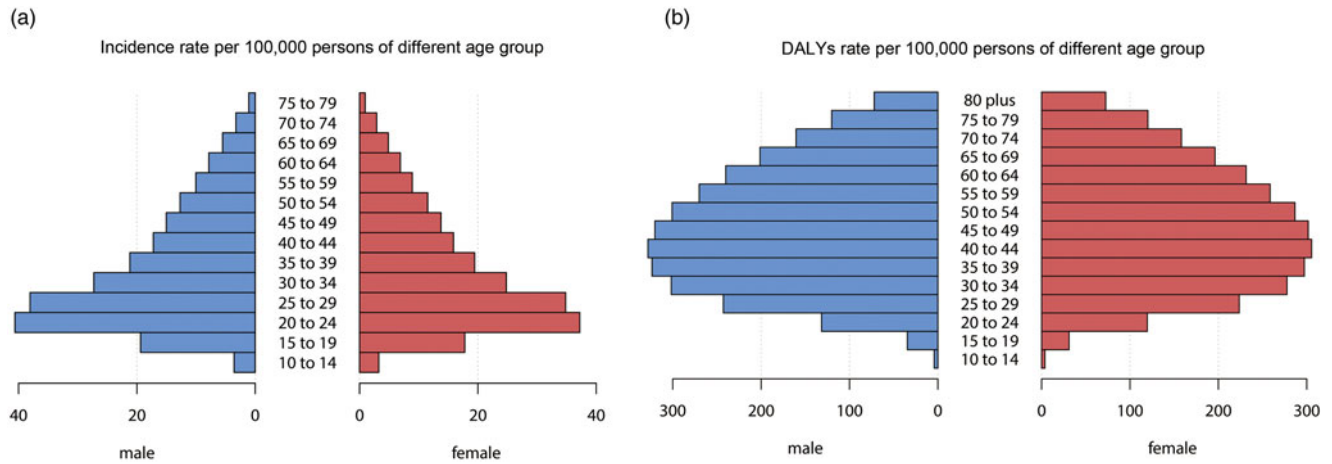 (a)
Incidence rate per 100,000 persons of different age group
75 to 79
70 to 74
65 to 69
60 to 64
55 to 59
50 to 54
45 to 49
40 to 44
35 to 39
30 to 34
25 to 29
20 to 24
15 to 19
10 to 14
40 20 0
0 20 40
male
female
(b)
DALYs rate per 100,000 persons of different age group
80 plus
75 to 79
70 to 74
65 to 69
60 to 64
55 to 59
50 to 54
45 to 49
40 to 44
35 to 39
30 to 34
25 to 29
20 to 24
15 to 19
10 to 14
300 200 100 0
0 100 200 300
male
female